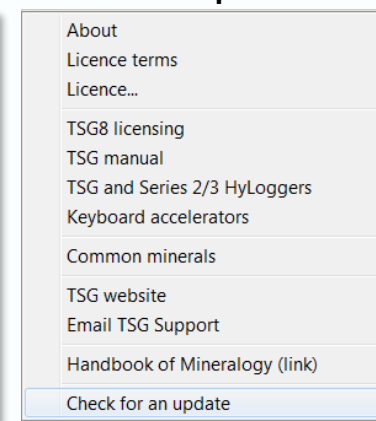 About
Licence terms
Licence...
TSG8 licensing
TSG manual
TSG and Series 2/3 HyLoggers
Keyboard accelerators
Common minerals
TSG website
Email TSG Support
Handbook of Mineralogy (link)
Check for an update